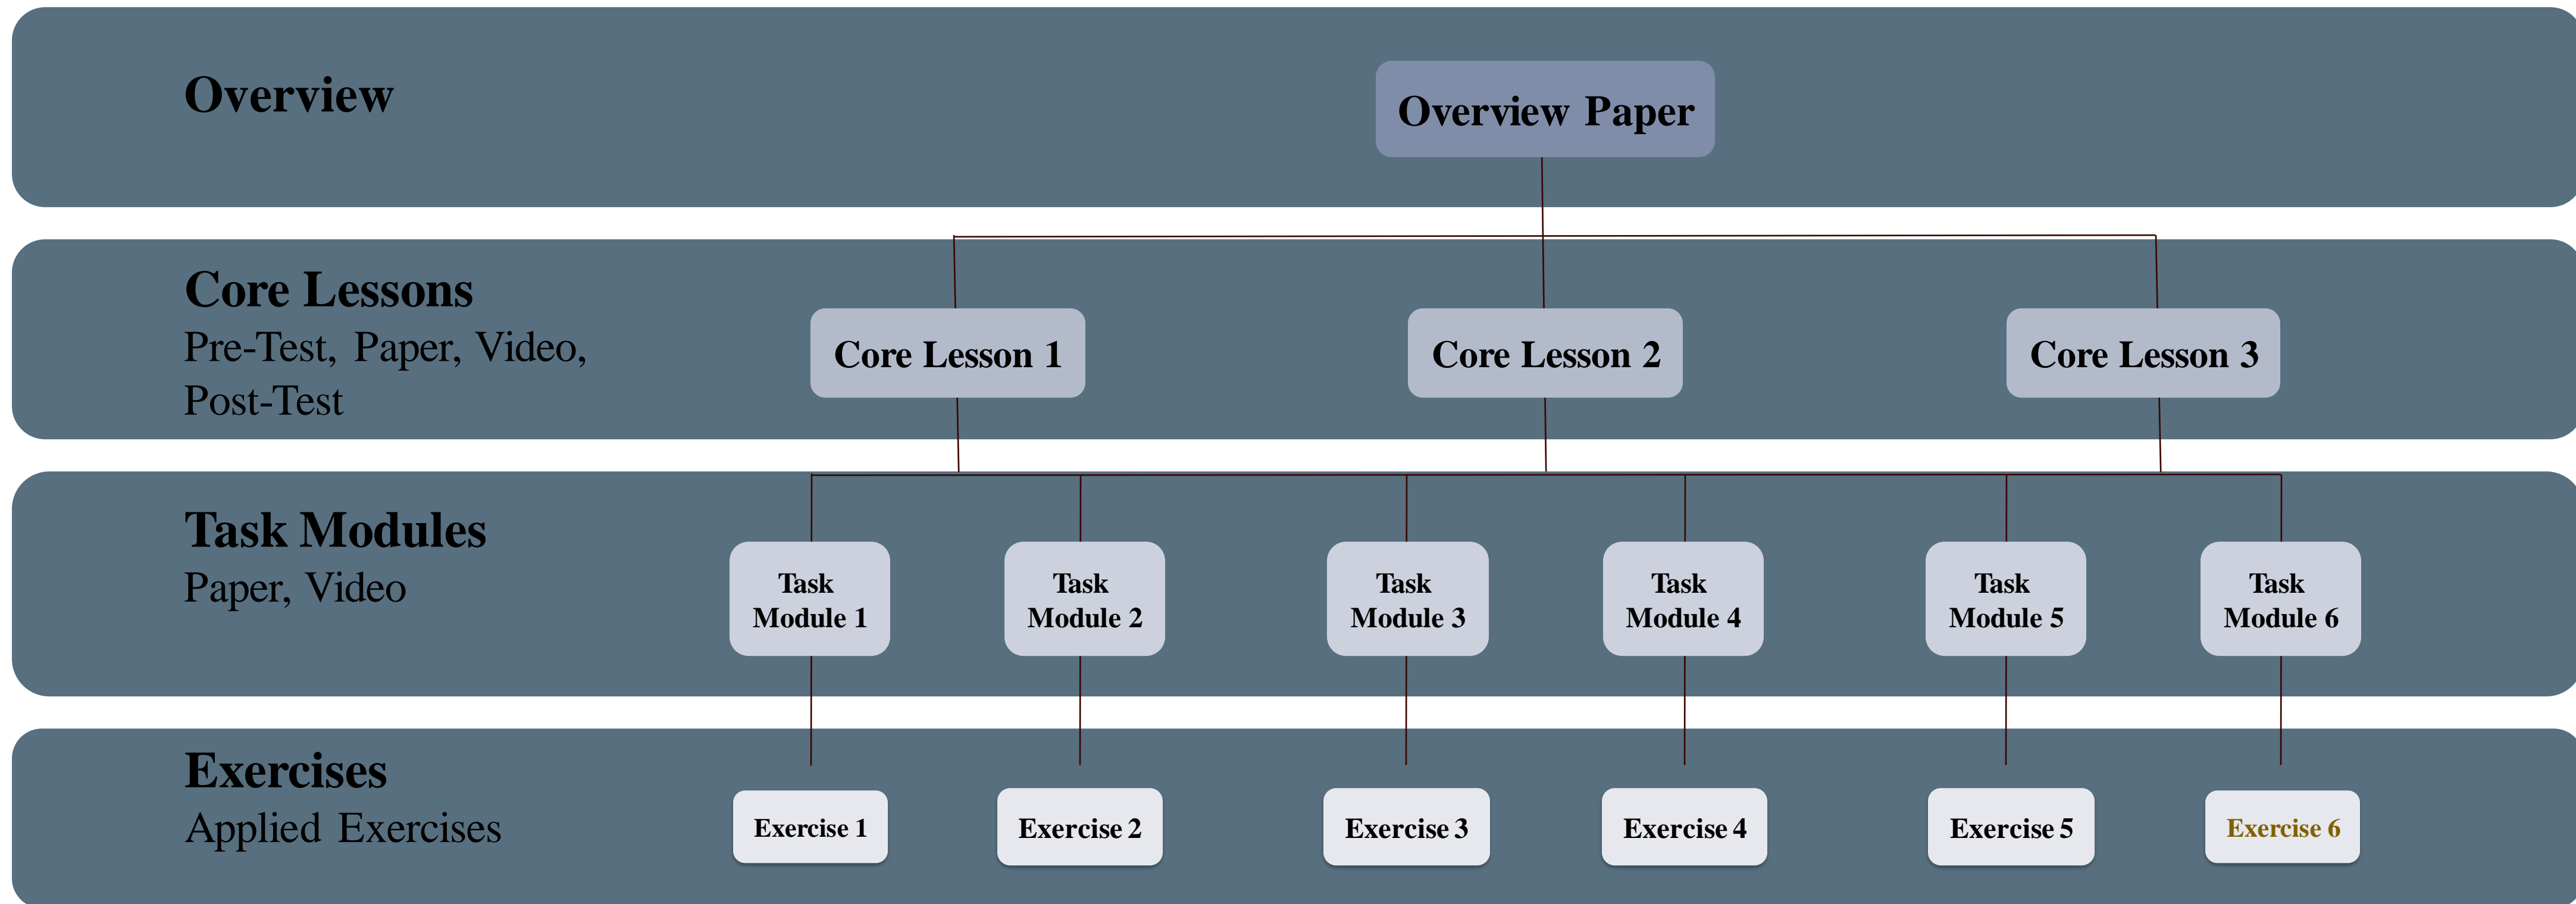 Overview
Overview Paper
Core Lessons
Pre-Test, Paper, Video,
Post-Test
Core Lesson 1
Core Lesson 2
Core Lesson 3
Task Modules
Paper, Video
Task
Module 1
Task
Module 2
Task
Module 3
Task
Module 4
Task
Module 5
Task
Module 6
Exercises
Applied Exercises
Exercise 1
Exercise 2
Exercise 3
Exercise 4
Exercise 5
Exercise 6